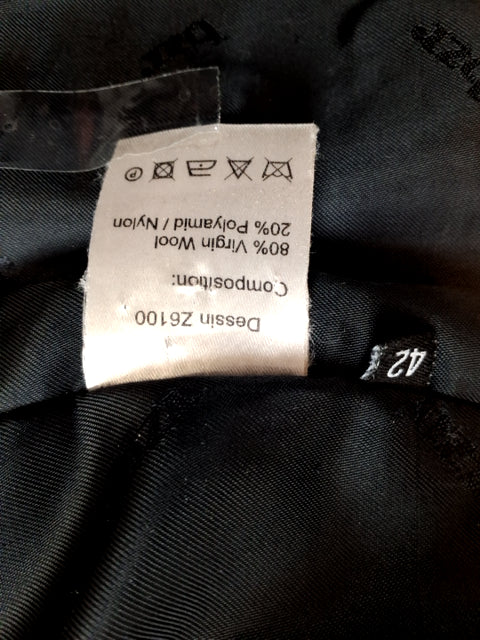 Dessin Z6100
Composition:
80% Virgin Wool
20% Polyamid / Nylon
P
42